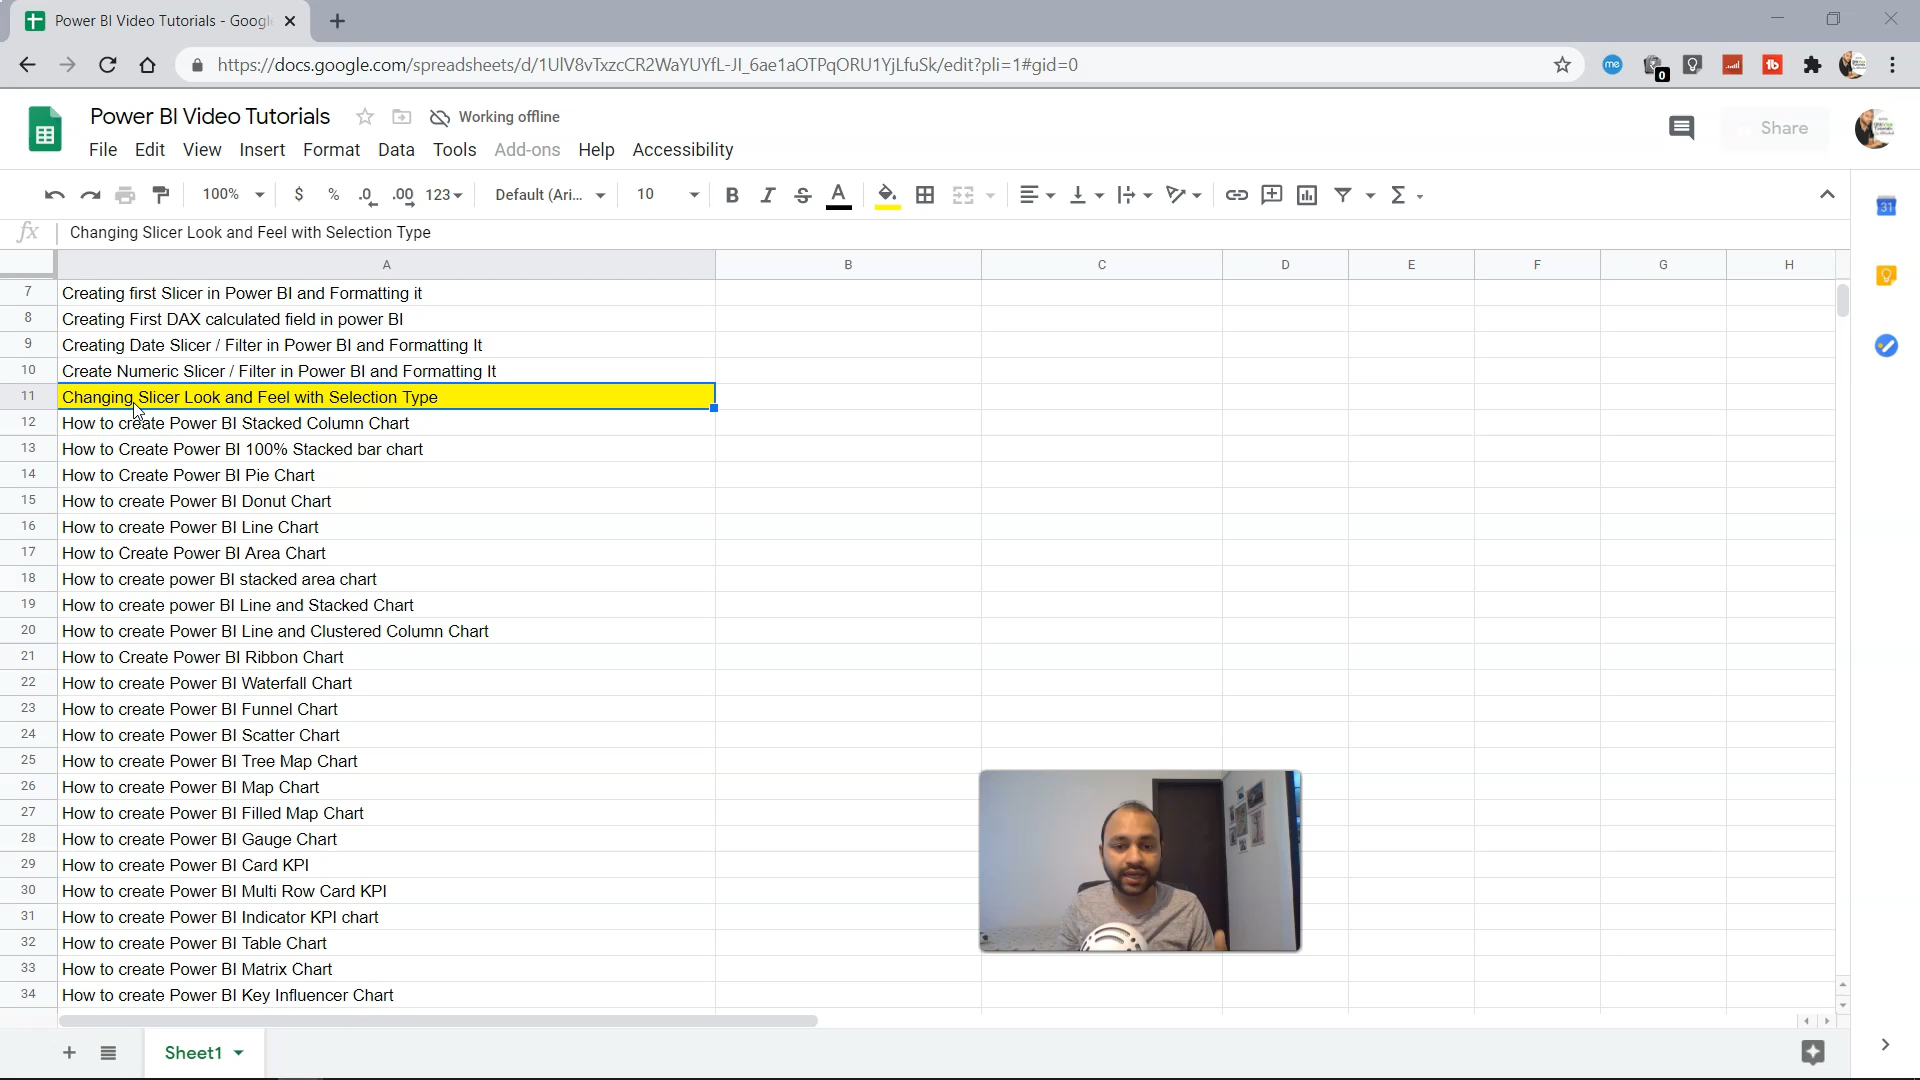 Power BI Video Tutorials - Google
https://docs.google.com/spreadsheets/d/1UlV8vTxzcCR2WaYUYfL-JI_6ae1aOTPqORU1YjLfuSk/edit?pli=1#gid=0
me
0
tb
Power BI Video Tutorials
Working offline
Share
File Edit View Insert Format Data Tools Add-ons Help Accessibility
100% $ % .0 .00 123 Default (Ari... 10 B I S A Σ
31
fx Changing Slicer Look and Feel with Selection Type
A B C D E F G H
7 Creating first Slicer in Power BI and Formatting it
8 Creating First DAX calculated field in power BI
9 Creating Date Slicer / Filter in Power BI and Formatting It
10 Create Numeric Slicer / Filter in Power BI and Formatting It
11 Changing Slicer Look and Feel with Selection Type
12 How to create Power BI Stacked Column Chart
13 How to Create Power BI 100% Stacked bar chart
14 How to Create Power BI Pie Chart
15 How to create Power BI Donut Chart
16 How to create Power BI Line Chart
17 How to Create Power BI Area Chart
18 How to create power BI stacked area chart
19 How to create power BI Line and Stacked Chart
20 How to create Power BI Line and Clustered Column Chart
21 How to Create Power BI Ribbon Chart
22 How to create Power BI Waterfall Chart
23 How to create Power BI Funnel Chart
24 How to create Power BI Scatter Chart
25 How to create Power BI Tree Map Chart
26 How to create Power BI Map Chart
27 How to create Power BI Filled Map Chart
28 How to create Power BI Gauge Chart
29 How to create Power BI Card KPI
30 How to create Power BI Multi Row Card KPI
31 How to create Power BI Indicator KPI chart
32 How to create Power BI Table Chart
33 How to create Power BI Matrix Chart
34 How to create Power BI Key Influencer Chart
Sheet1